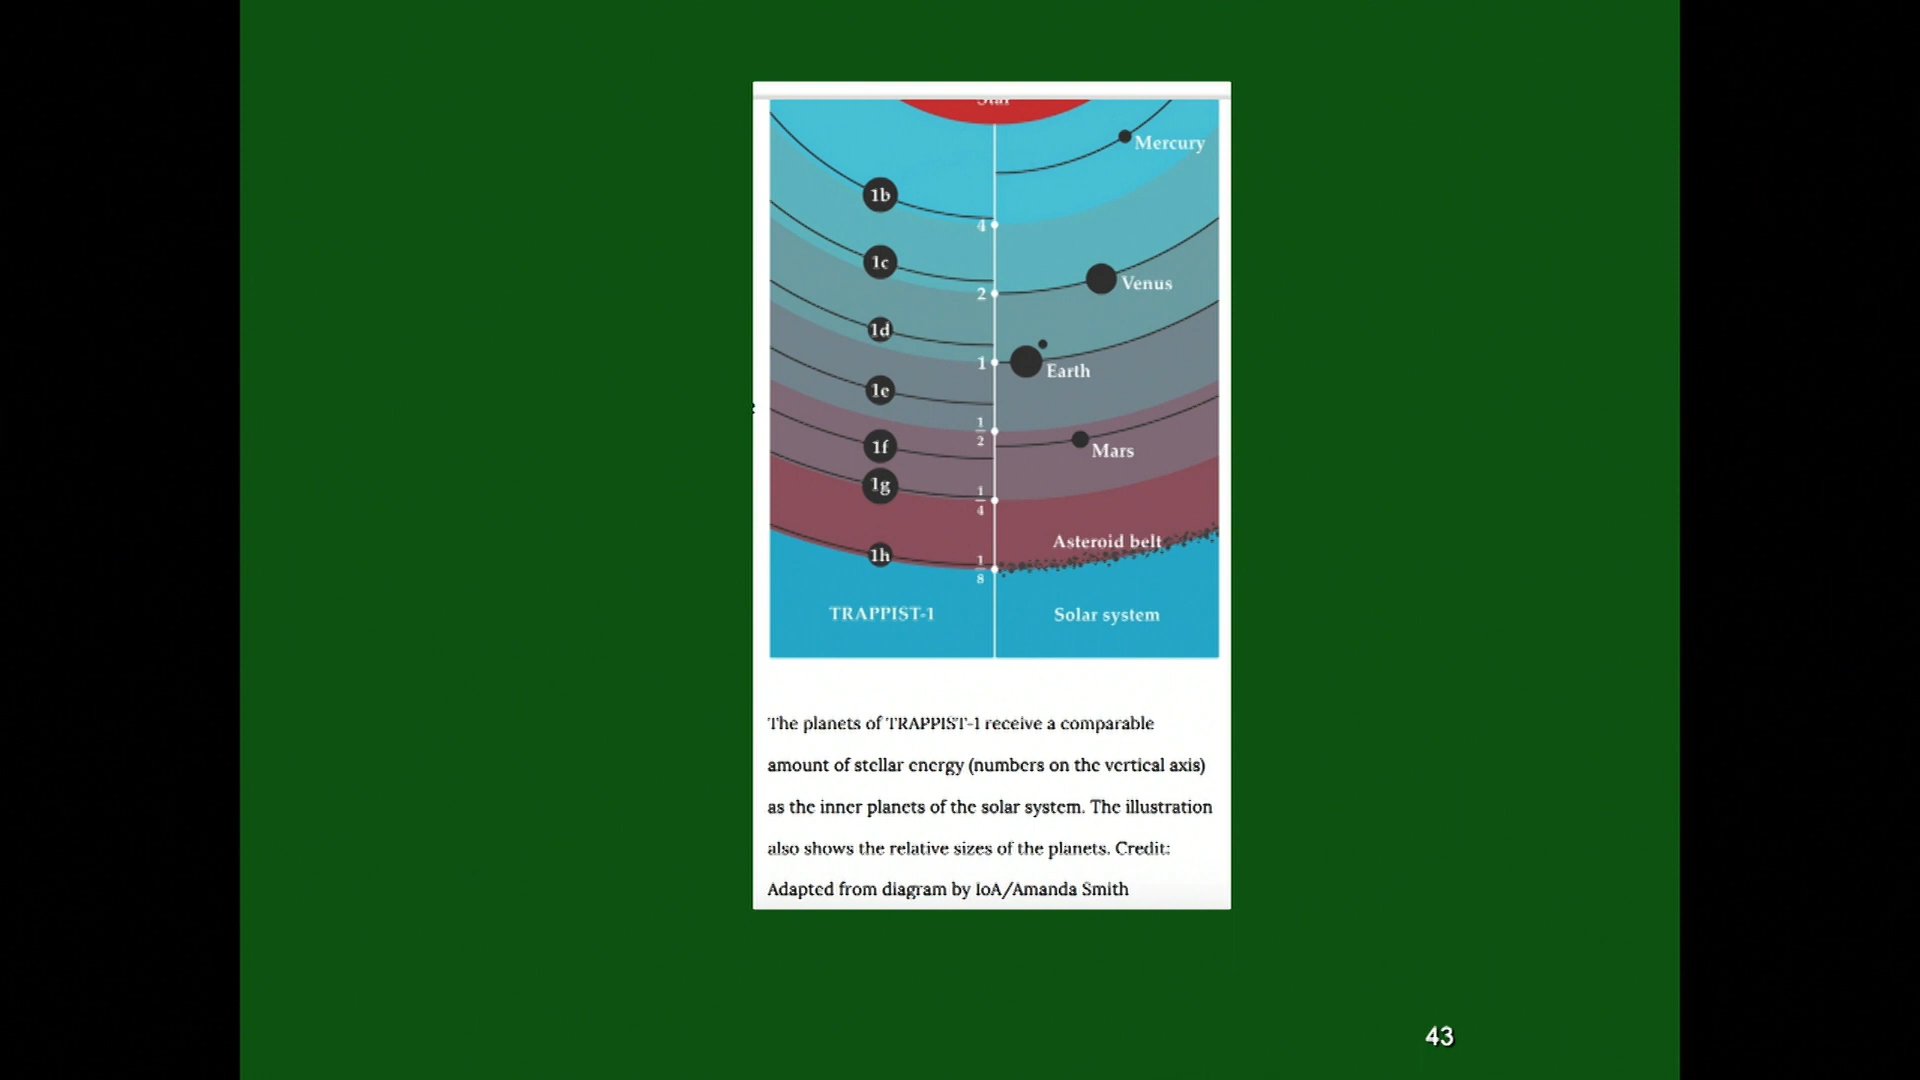 Star
Mercury
1b
4
1c
Venus
2
1d
1
Earth
1e
1/2
1f
Mars
1g
1/4
Asteroid belt
1h
1/8
TRAPPIST-1
Solar system
The planets of TRAPPIST-1 receive a comparable
amount of stellar energy (numbers on the vertical axis)
as the inner planets of the solar system. The illustration
also shows the relative sizes of the planets. Credit:
Adapted from diagram by IoA/Amanda Smith
43